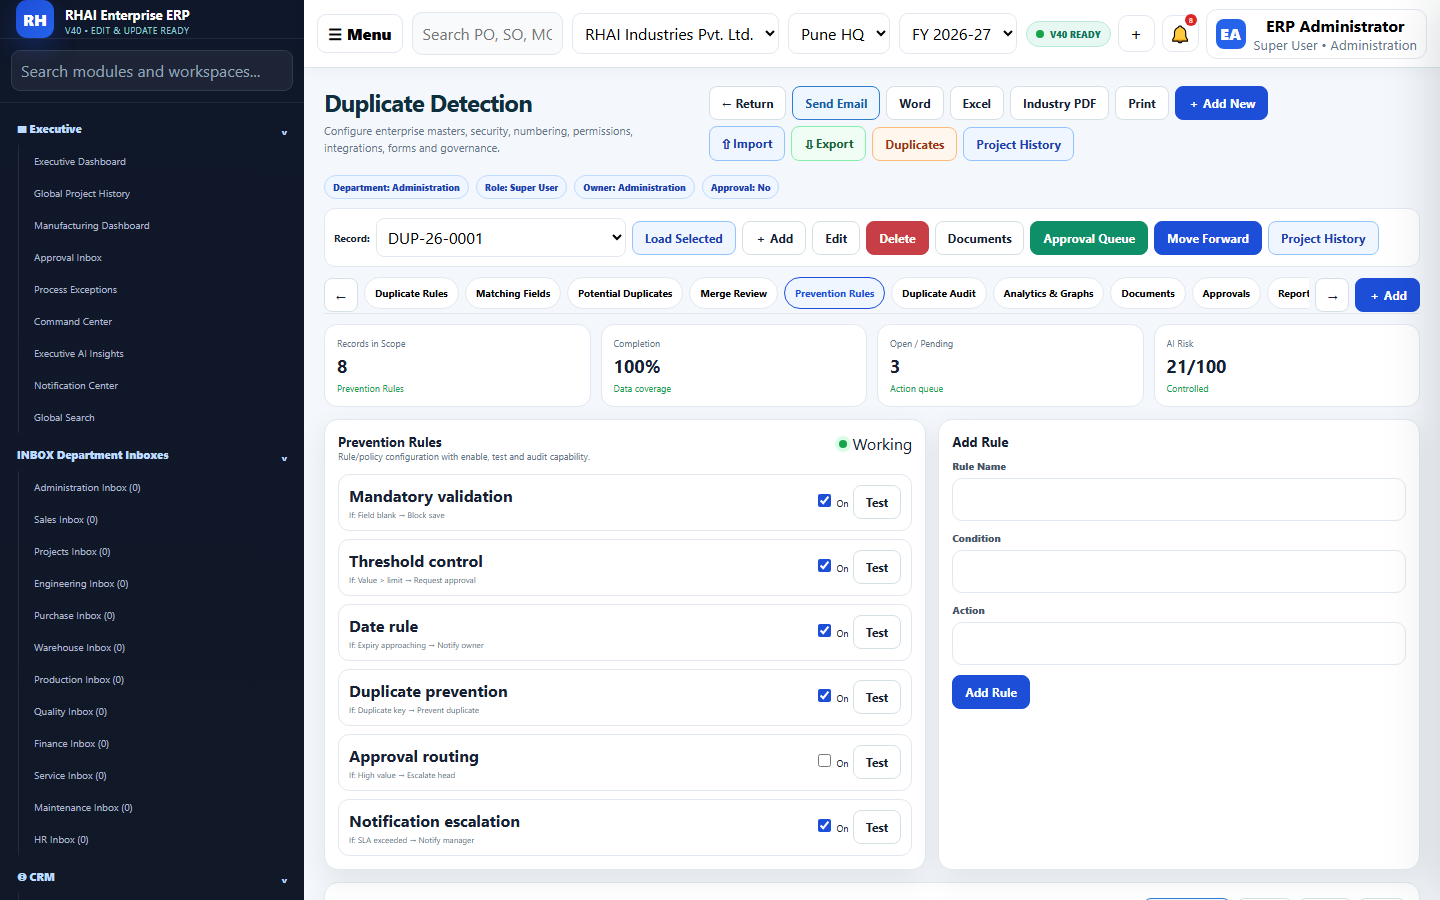 RH
RHAI Enterprise ERP
V40 • EDIT & UPDATE READY
Search modules and workspaces...
Executive
Executive Dashboard
Global Project History
Manufacturing Dashboard
Approval Inbox
Process Exceptions
Command Center
Executive AI Insights
Notification Center
Global Search
INBOX Department Inboxes
Administration Inbox (0)
Sales Inbox (0)
Projects Inbox (0)
Engineering Inbox (0)
Purchase Inbox (0)
Warehouse Inbox (0)
Production Inbox (0)
Quality Inbox (0)
Finance Inbox (0)
Service Inbox (0)
Maintenance Inbox (0)
HR Inbox (0)
CRM
☰ Menu
Search PO, SO, MO
RHAI Industries Pvt. Ltd.
Pune HQ
FY 2026-27
V40 READY
+
8
EA
ERP Administrator
Super User • Administration
Duplicate Detection
Configure enterprise masters, security, numbering, permissions,
integrations, forms and governance.
← Return
Send Email
Word
Excel
Industry PDF
Print
+ Add New
⇧ Import
⇩ Export
Duplicates
Project History
Department: Administration
Role: Super User
Owner: Administration
Approval: No
Record:
DUP-26-0001
Load Selected
+ Add
Edit
Delete
Documents
Approval Queue
Move Forward
Project History
←
Duplicate Rules
Matching Fields
Potential Duplicates
Merge Review
Prevention Rules
Duplicate Audit
Analytics & Graphs
Documents
Approvals
Report
→
+ Add
Records in Scope
8
Prevention Rules
Completion
100%
Data coverage
Open / Pending
3
Action queue
AI Risk
21/100
Controlled
Prevention Rules
Rule/policy configuration with enable, test and audit capability.
Working
Mandatory validation
If: Field blank → Block save
On
Test
Threshold control
If: Value > limit → Request approval
On
Test
Date rule
If: Expiry approaching → Notify owner
On
Test
Duplicate prevention
If: Duplicate key → Prevent duplicate
On
Test
Approval routing
If: High value → Escalate head
On
Test
Notification escalation
If: SLA exceeded → Notify manager
On
Test
Add Rule
Rule Name
Condition
Action
Add Rule